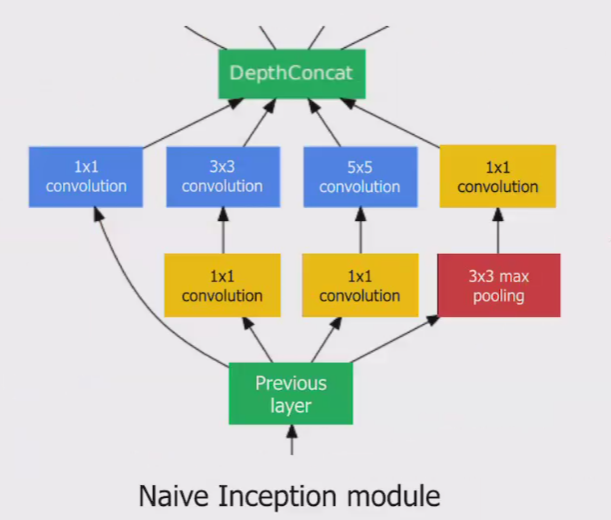 DepthConcat
1x1
convolution
3x3
convolution
5x5
convolution
1x1
convolution
1x1
convolution
1x1
convolution
3x3 max
pooling
Previous
layer
Naive Inception module